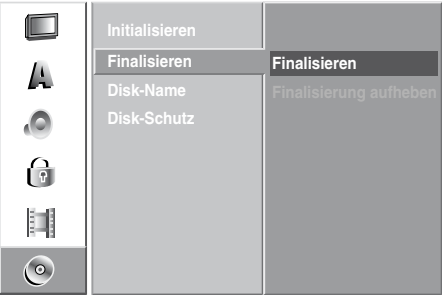 Initialisieren
Finalisieren
Disk-Name
Disk-Schutz
Finalisieren
Finalisierung aufheben